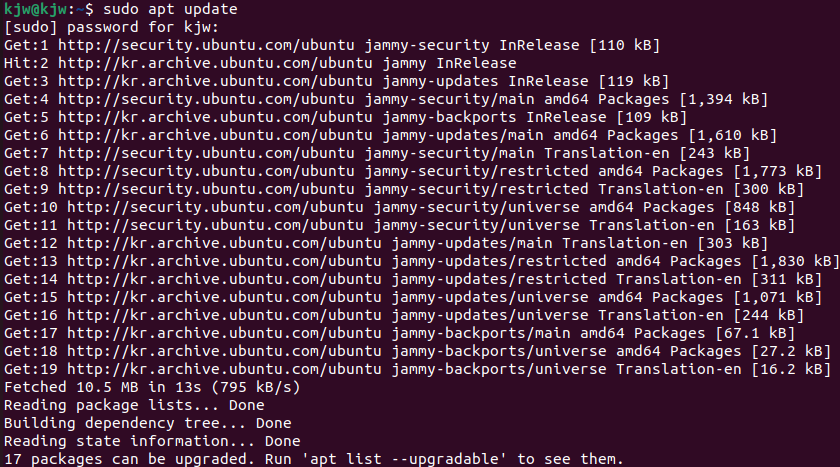 kjw@kjw:~$ sudo apt update
[sudo] password for kjw:
Get:1 http://security.ubuntu.com/ubuntu jammy-security InRelease [110 kB]
Hit:2 http://kr.archive.ubuntu.com/ubuntu jammy InRelease
Get:3 http://kr.archive.ubuntu.com/ubuntu jammy-updates InRelease [119 kB]
Get:4 http://security.ubuntu.com/ubuntu jammy-security/main amd64 Packages [1,394 kB]
Get:5 http://kr.archive.ubuntu.com/ubuntu jammy-backports InRelease [109 kB]
Get:6 http://kr.archive.ubuntu.com/ubuntu jammy-updates/main amd64 Packages [1,610 kB]
Get:7 http://security.ubuntu.com/ubuntu jammy-security/main Translation-en [243 kB]
Get:8 http://security.ubuntu.com/ubuntu jammy-security/restricted amd64 Packages [1,773 kB]
Get:9 http://security.ubuntu.com/ubuntu jammy-security/restricted Translation-en [300 kB]
Get:10 http://security.ubuntu.com/ubuntu jammy-security/universe amd64 Packages [848 kB]
Get:11 http://security.ubuntu.com/ubuntu jammy-security/universe Translation-en [163 kB]
Get:12 http://kr.archive.ubuntu.com/ubuntu jammy-updates/main Translation-en [303 kB]
Get:13 http://kr.archive.ubuntu.com/ubuntu jammy-updates/restricted amd64 Packages [1,830 kB]
Get:14 http://kr.archive.ubuntu.com/ubuntu jammy-updates/restricted Translation-en [311 kB]
Get:15 http://kr.archive.ubuntu.com/ubuntu jammy-updates/universe amd64 Packages [1,071 kB]
Get:16 http://kr.archive.ubuntu.com/ubuntu jammy-updates/universe Translation-en [244 kB]
Get:17 http://kr.archive.ubuntu.com/ubuntu jammy-backports/main amd64 Packages [67.1 kB]
Get:18 http://kr.archive.ubuntu.com/ubuntu jammy-backports/universe amd64 Packages [27.2 kB]
Get:19 http://kr.archive.ubuntu.com/ubuntu jammy-backports/universe Translation-en [16.2 kB]
Fetched 10.5 MB in 13s (795 kB/s)
Reading package lists... Done
Building dependency tree... Done
Reading state information... Done
17 packages can be upgraded. Run 'apt list --upgradable' to see them.